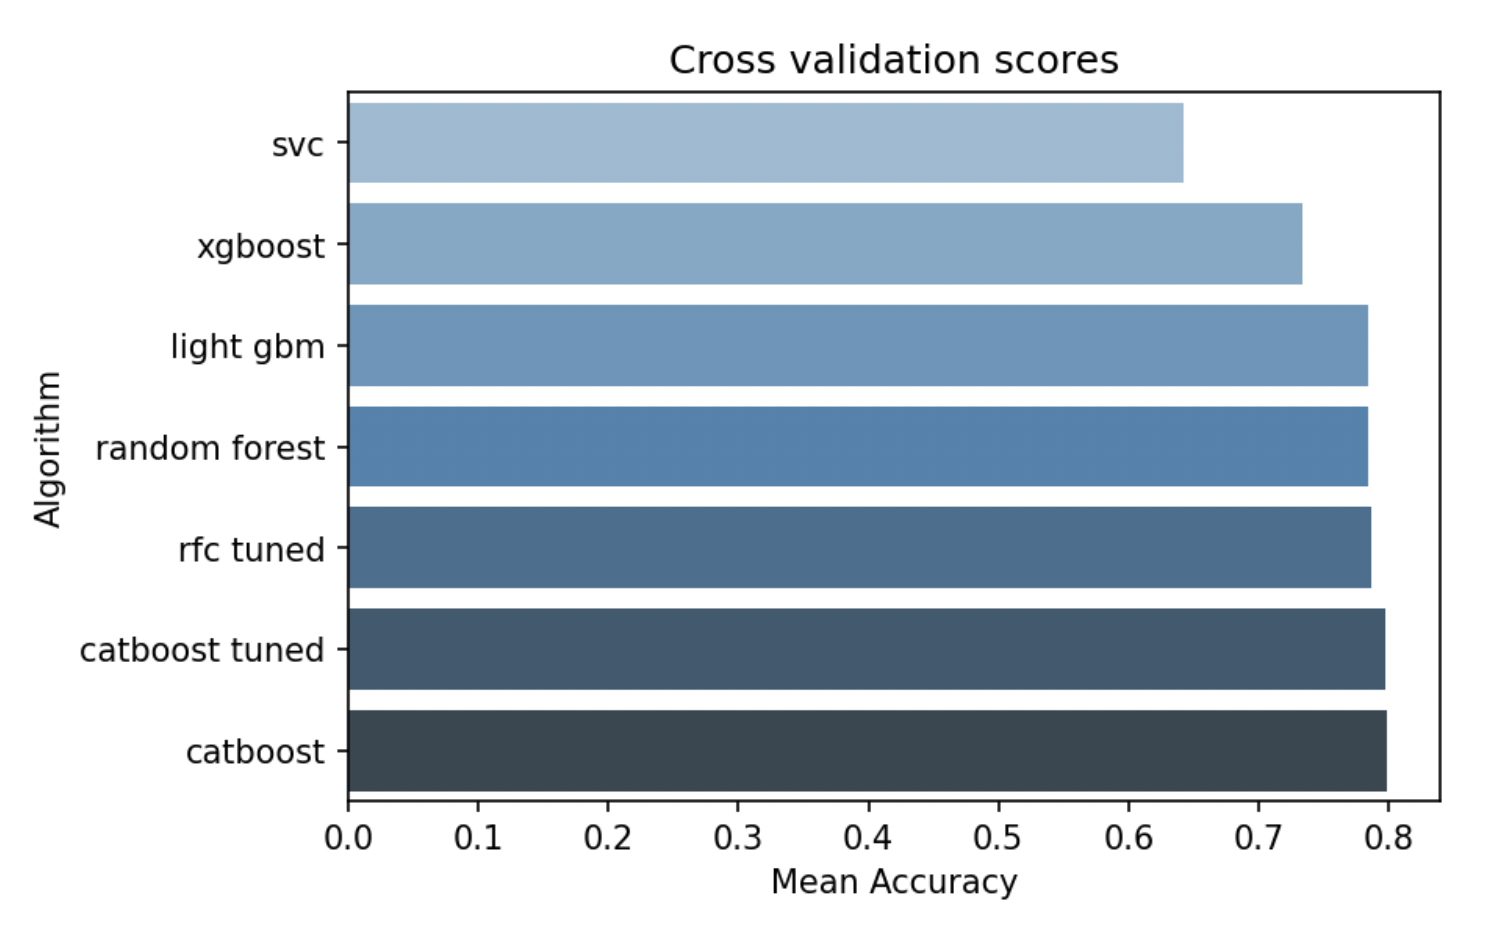 Cross validation scores
Algorithm
svc
xgboost
light gbm
random forest
rfc tuned
catboost tuned
catboost
0.0 0.1 0.2 0.3 0.4 0.5 0.6 0.7 0.8
Mean Accuracy